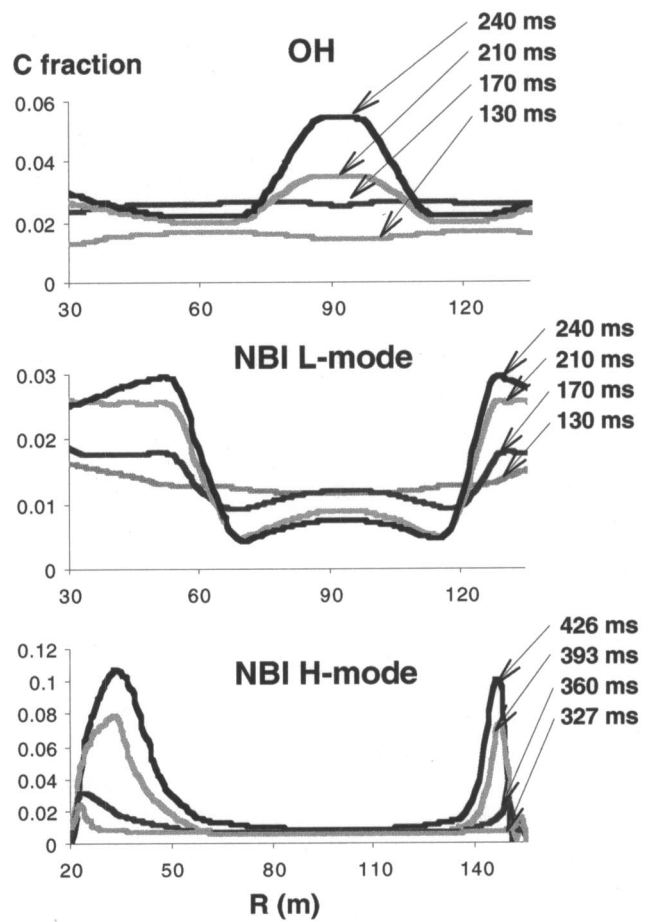 OH
240 ms
210 ms
170 ms
130 ms
C fraction
0.06
0.04
0.02
0
30
60
90
120
NBI L-mode
240 ms
210 ms
170 ms
130 ms
0.03
0.02
0.01
0
30
60
90
120
NBI H-mode
426 ms
393 ms
360 ms
327 ms
0.12
0.1
0.08
0.06
0.04
0.02
0
20
50
80
110
140
R (m)